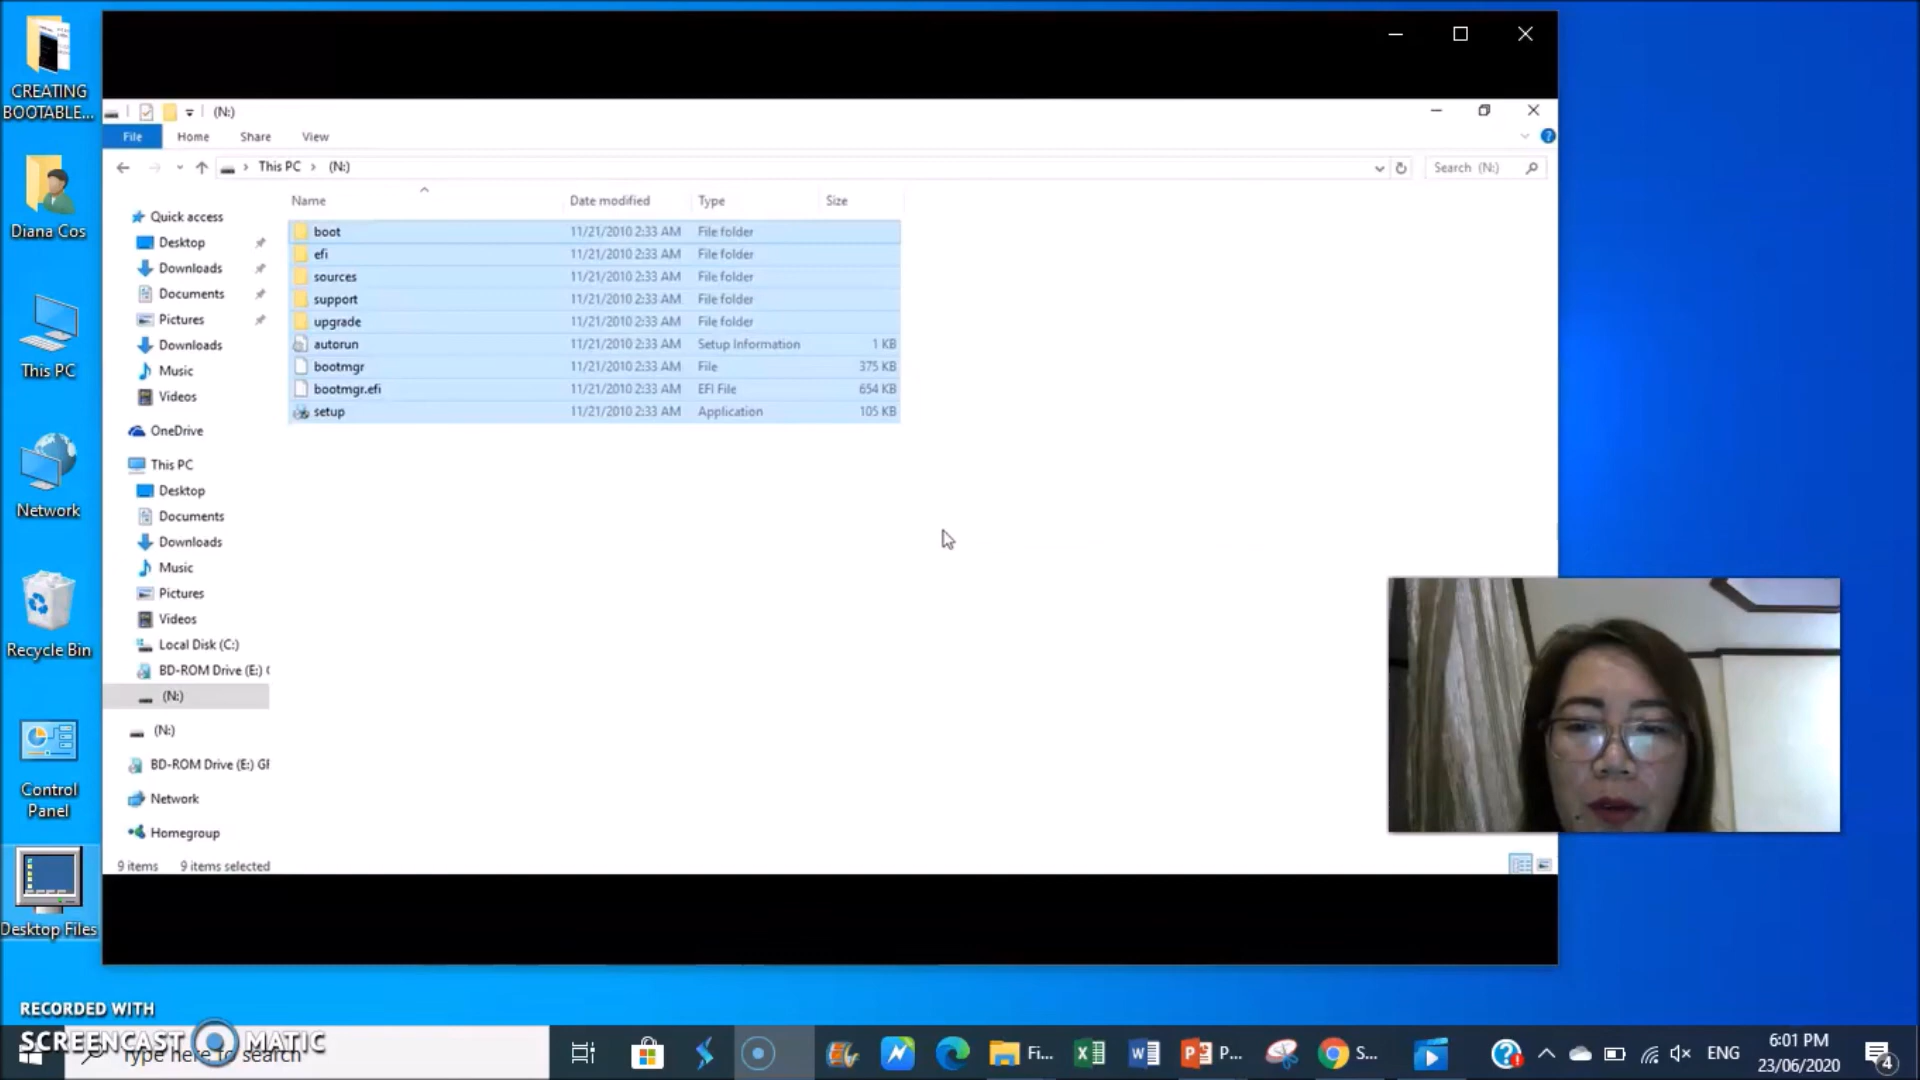 CREATING
BOOTABLE...
Diana Cos
This PC
Network
Recycle Bin
Control
Panel
Desktop Files
(N:)
File Home Share View
This PC (N:)
Search (N:)
Name Date modified Type Size
boot 11/21/2010 2:33 AM File folder
efi 11/21/2010 2:33 AM File folder
sources 11/21/2010 2:33 AM File folder
support 11/21/2010 2:33 AM File folder
upgrade 11/21/2010 2:33 AM File folder
autorun 11/21/2010 2:33 AM Setup Information 1 KB
bootmgr 11/21/2010 2:33 AM File 375 KB
bootmgr.efi 11/21/2010 2:33 AM EFI File 654 KB
setup 11/21/2010 2:33 AM Application 105 KB
Quick access
Desktop
Downloads
Documents
Pictures
Downloads
Music
Videos
OneDrive
This PC
Desktop
Documents
Downloads
Music
Pictures
Videos
Local Disk (C:)
BD-ROM Drive (E:) (
(N:)
(N:)
BD-ROM Drive (E:) GF
Network
Homegroup
9 items 9 items selected
RECORDED WITH
SCREENCAST MATIC
Type here to search
Fi... P... S...
ENG
6:01 PM
23/06/2020
4